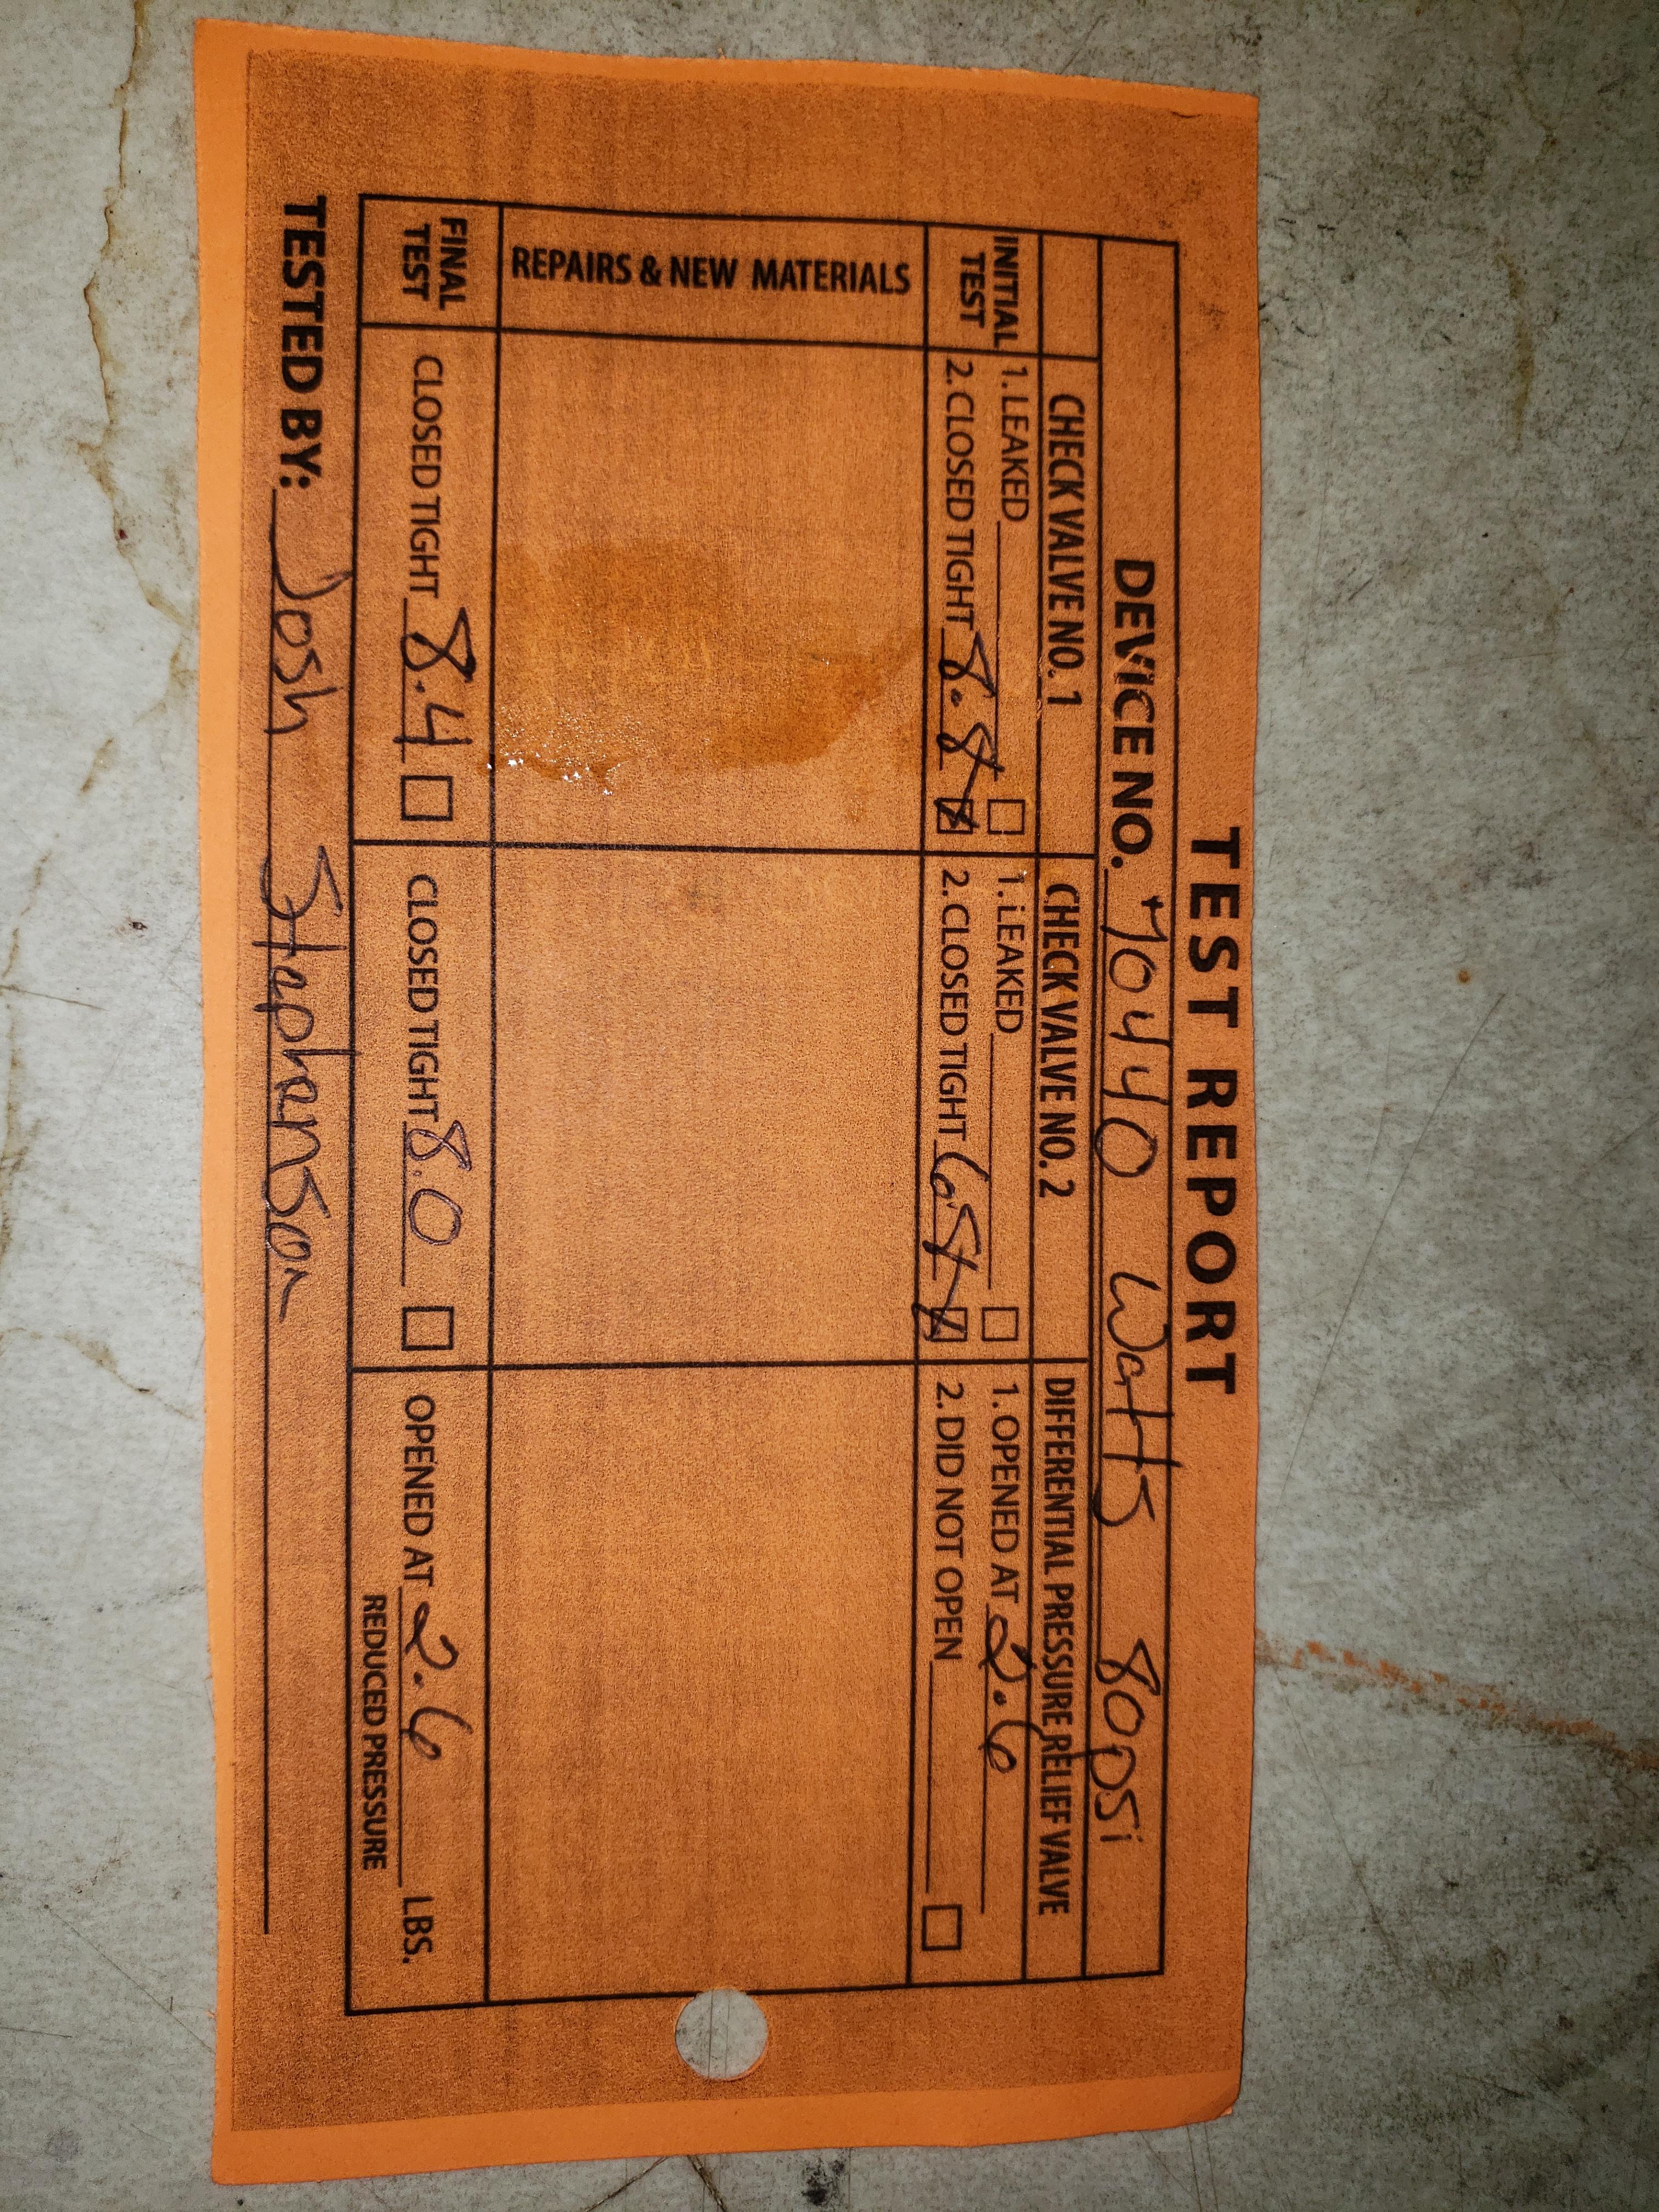 TEST REPORT
DEVICE NO. 70440 Watts 80psi
CHECK VALVE NO. 1 CHECK VALVE NO. 2 DIFFERENTIAL PRESSURE RELIEF VALVE
INITIAL TEST 1. LEAKED 1. LEAKED 1. OPENED AT 2.6
2. CLOSED TIGHT 8.8 2. CLOSED TIGHT 2. DID NOT OPEN
REPAIRS & NEW MATERIALS
FINAL TEST CLOSED TIGHT 8.4 CLOSED TIGHT 8.0 OPENED AT 2.6 LBS.
REDUCED PRESSURE
TESTED BY: Josh Stephenson